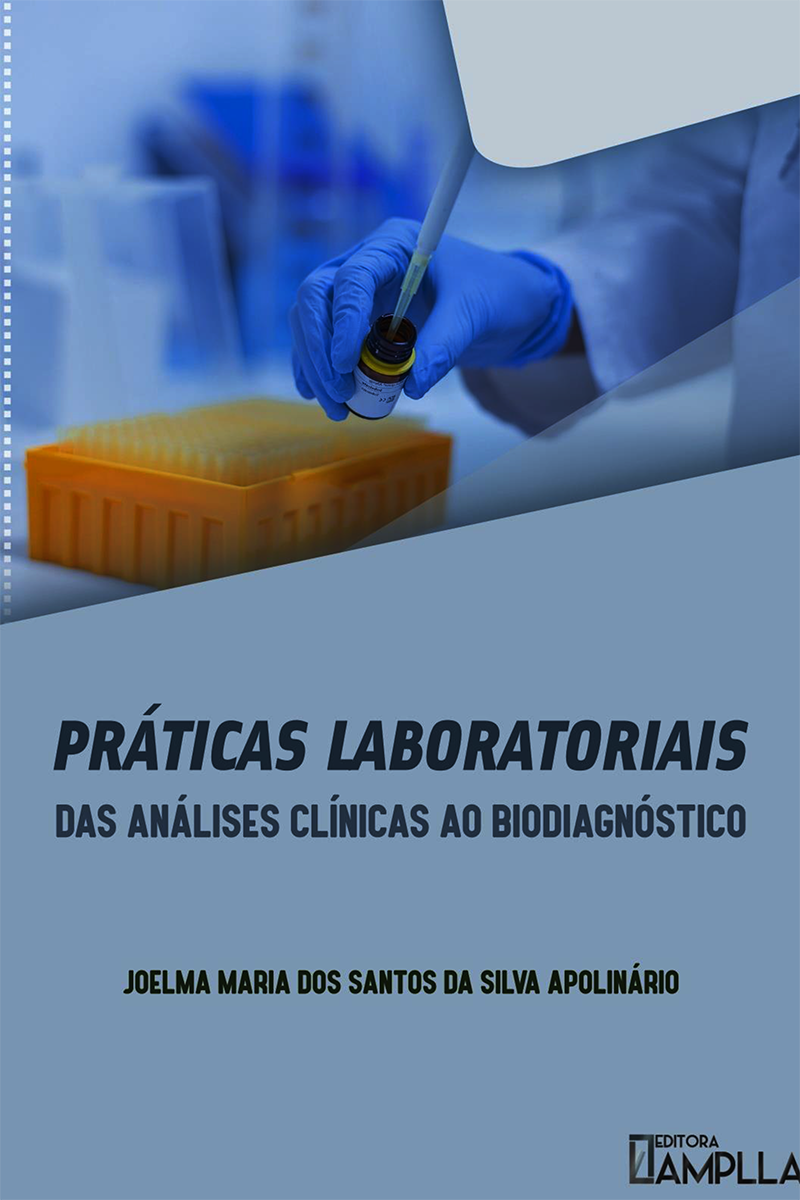 PRÁTICAS LABORATORIAIS
DAS ANÁLISES CLÍNICAS AO BIODIAGNÓSTICO
JOELMA MARIA DOS SANTOS DA SILVA APOLINÁRIO
EDITORA
AMPLLA